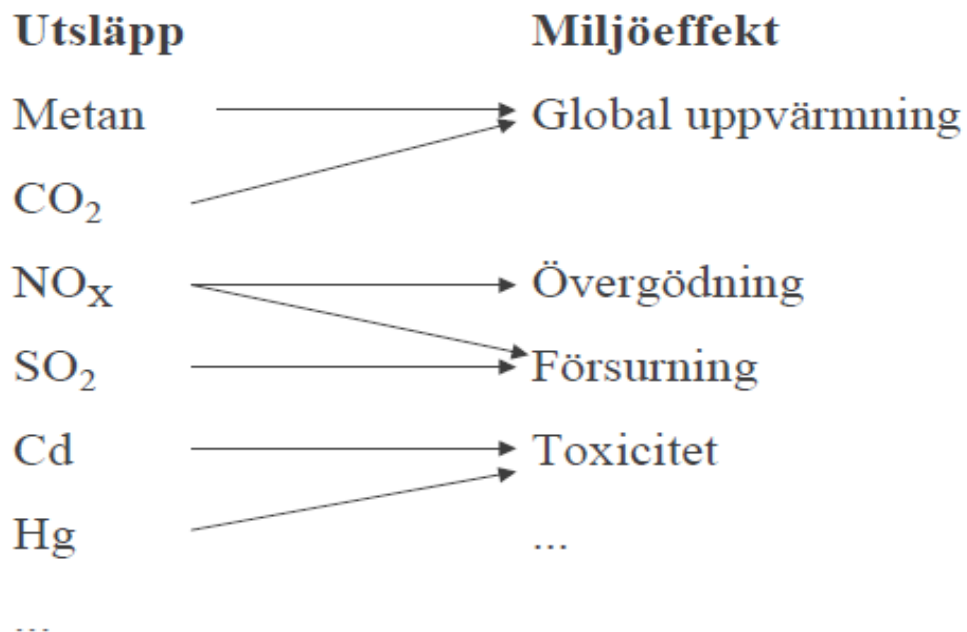 Utsläpp Miljöeffekt
Metan Global uppvärmning
CO₂
NOX Övergödning
SO₂ Försurning
Cd Toxicitet
Hg ...
...